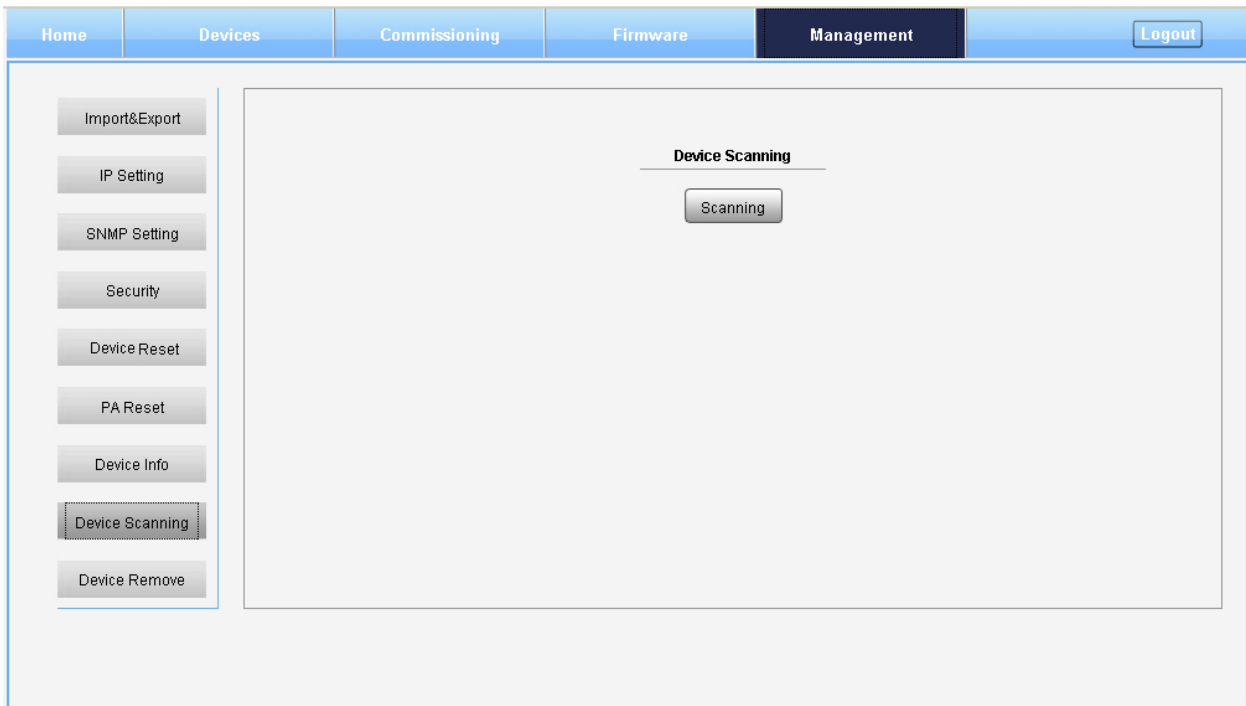 Home Devices Commissioning Firmware Management Logout
Import&Export
IP Setting
SNMP Setting
Security
Device Reset
PA Reset
Device Info
Device Scanning
Device Remove
Device Scanning
Scanning